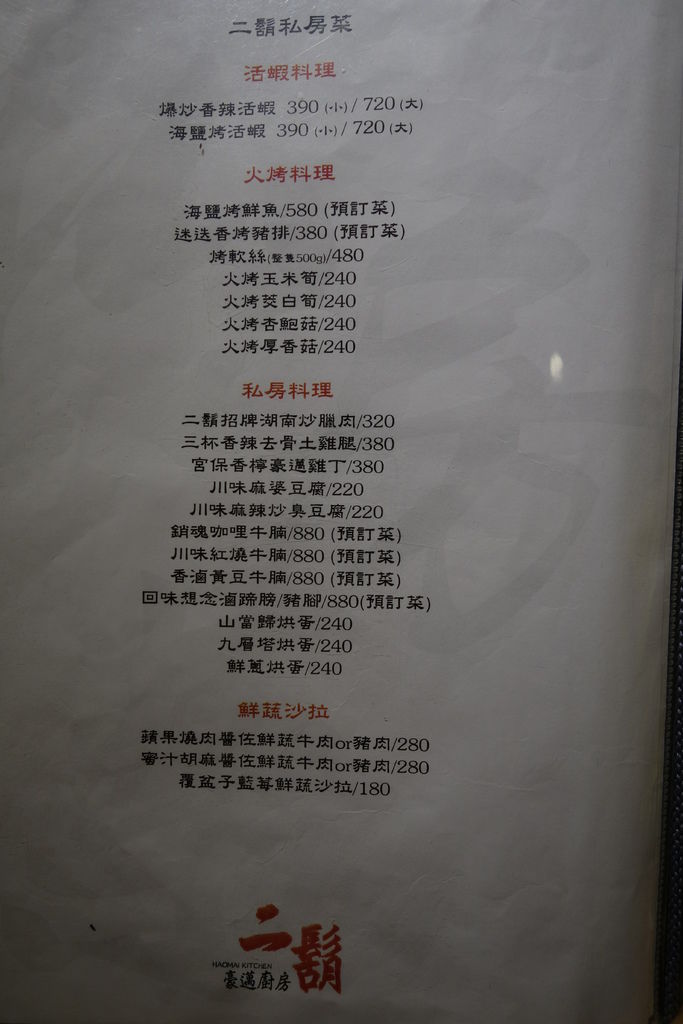 二鬍私房菜
活蝦料理
爆炒香辣活蝦 390 (小) / 720 (大)
海鹽烤活蝦 390 (小) / 720 (大)
火烤料理
海鹽烤鮮魚/580 (預訂菜)
迷迭香烤豬排/380 (預訂菜)
烤軟絲(整隻500g)/480
火烤玉米筍/240
火烤茭白筍/240
火烤杏鮑菇/240
火烤厚香菇/240
私房料理
二鬍招牌湖南炒臘肉/320
三杯香辣去骨土雞腿/380
宮保香檸豪邁雞丁/380
川味麻婆豆腐/220
川味麻辣炒臭豆腐/220
銷魂咖哩牛腩/880 (預訂菜)
川味紅燒牛腩/880 (預訂菜)
香滷黃豆牛腩/880 (預訂菜)
回味想念滷蹄膀/豬腳/880(預訂菜)
山當歸烘蛋/240
九層塔烘蛋/240
鮮蔥烘蛋/240
鮮蔬沙拉
蘋果燒肉醬佐鮮蔬牛肉or豬肉/280
蜜汁胡麻醬佐鮮蔬牛肉or豬肉/280
覆盆子藍莓鮮蔬沙拉/180
二鬍
HAOMAI KITCHEN
豪邁廚房